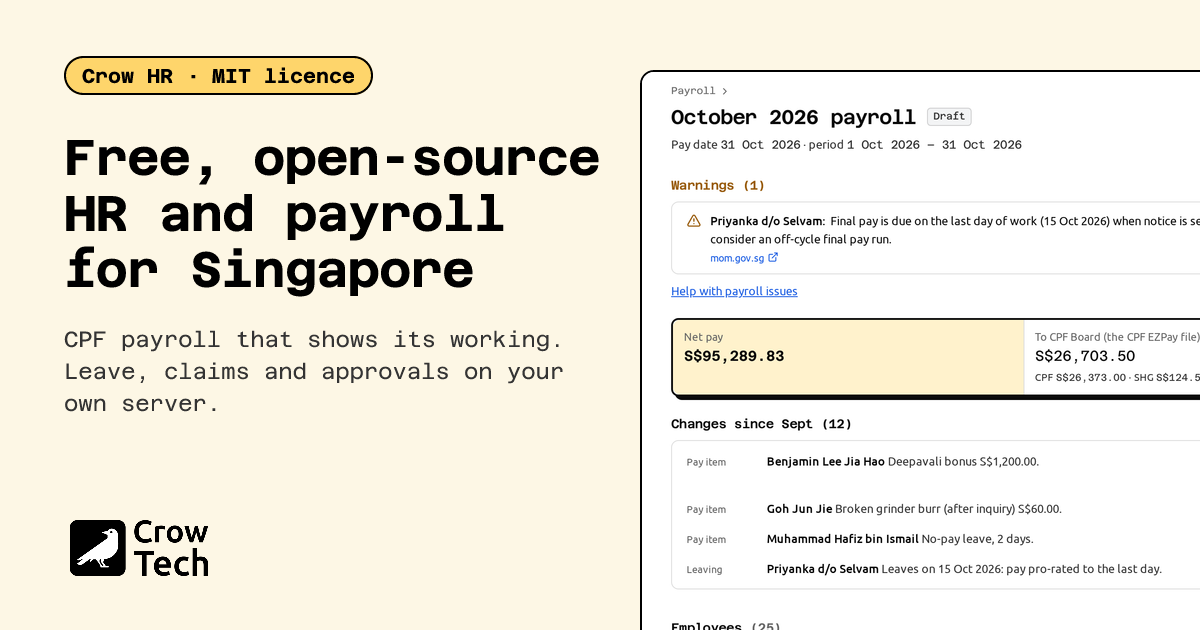 Crow HR · MIT licence
Free, open-source
HR and payroll
for Singapore
CPF payroll that shows its working.
Leave, claims and approvals on your
own server.
Crow
Tech
Payroll ›
October 2026 payroll Draft
Pay date 31 Oct 2026 · period 1 Oct 2026 – 31 Oct 2026
Warnings (1)
Priyanka d/o Selvam: Final pay is due on the last day of work (15 Oct 2026) when notice is
consider an off-cycle final pay run.
mom.gov.sg
Help with payroll issues
Net pay
S$95,289.83
To CPF Board (the CPF EZPay file)
S$26,703.50
CPF S$26,373.00 · SHG S$124.5
Changes since Sept (12)
Pay item Benjamin Lee Jia Hao Deepavali bonus S$1,200.00.
Pay item Goh Jun Jie Broken grinder burr (after inquiry) S$60.00.
Pay item Muhammad Hafiz bin Ismail No-pay leave, 2 days.
Leaving Priyanka d/o Selvam Leaves on 15 Oct 2026: pay pro-rated to the last day.
Employees (25)